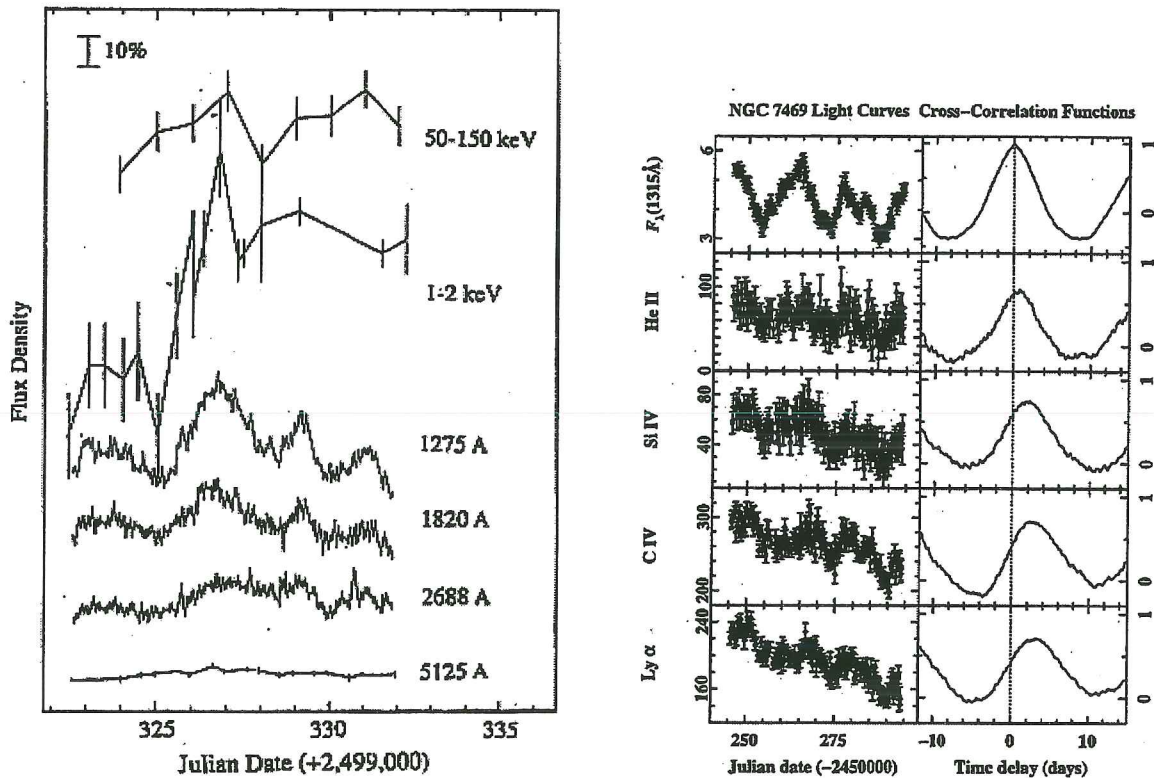 10%
50-150 keV
1-2 keV
1275 A
1820 A
2688 A
5125 A
Flux Density
325
330
335
Julian Date (+2,499,000)
NGC 7469 Light Curves Cross-Correlation Functions
Fλ(1315Å)
3
6
0
1
He II
0
100
0
1
Si IV
40
80
0
1
C IV
200
300
0
1
Ly α
160
240
0
1
250
275
-10
0
10
Julian date (-2450000)
Time delay (days)